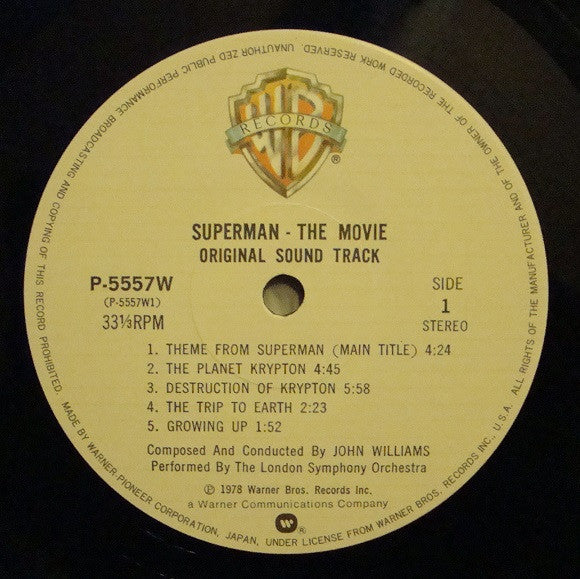 WB
RECORDS
®
SUPERMAN - THE MOVIE
ORIGINAL SOUND TRACK
P-5557W
(P-5557W1)
33⅓RPM
SIDE
1
STEREO
1. THEME FROM SUPERMAN (MAIN TITLE) 4:24
2. THE PLANET KRYPTON 4:45
3. DESTRUCTION OF KRYPTON 5:58
4. THE TRIP TO EARTH 2:23
5. GROWING UP 1:52
Composed And Conducted By JOHN WILLIAMS
Performed By The London Symphony Orchestra
℗ 1978 Warner Bros. Records Inc.
a Warner Communications Company
®
MADE BY WARNER-PIONEER CORPORATION, JAPAN, UNDER LICENSE FROM WARNER BROS. RECORDS INC., U.S.A. ALL RIGHTS OF THE MANUFACTURER AND OF THE OWNER OF THE RECORDED WORK RESERVED. UNAUTHORIZED PUBLIC PERFORMANCE BROADCASTING AND COPYING OF THIS RECORD PROHIBITED.